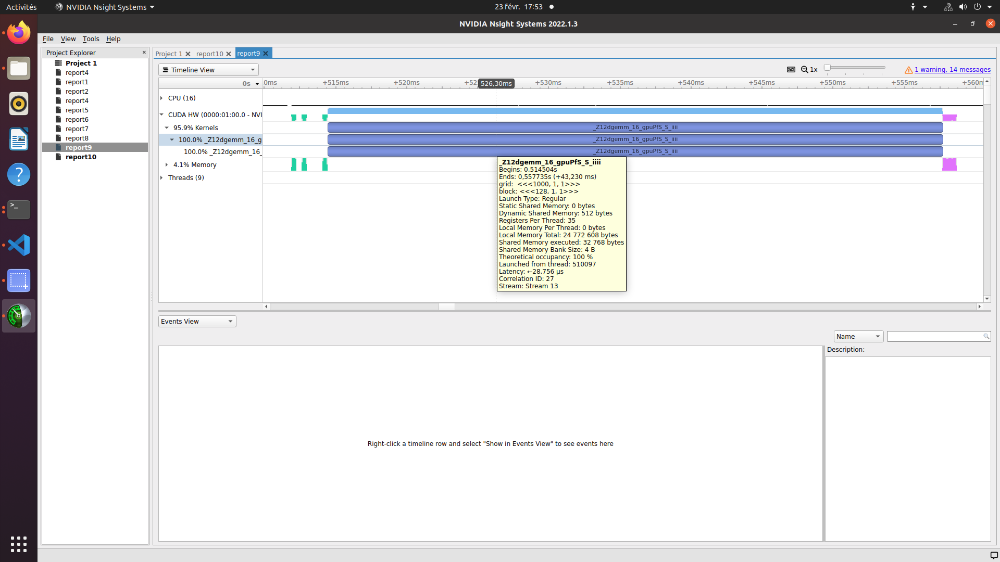 Activités
NVIDIA Nsight Systems
23 févr. 17:53
NVIDIA Nsight Systems 2022.1.3
File View Tools Help
Project Explorer
Project 1
report4
report1
report2
report4
report5
report6
report7
report8
report9
report10
Project 1 report10 report9
Timeline View
1x
1 warning, 14 messages
0s
0ms +515ms +520ms +52 526,30ms +530ms +535ms +540ms +545ms +550ms +555ms +560m
CPU (16)
CUDA HW (0000:01:00.0 - NVI
95.9% Kernels
_Z12dgemm_16_gpuPfS_S_iiii
100.0% _Z12dgemm_16_g
_Z12dgemm_16_gpuPfS_S_iiii
100.0% _Z12dgemm_16_
_Z12dgemm_16_gpuPfS_S_iiii
4.1% Memory
Threads (9)
_Z12dgemm_16_gpuPfS_S_iiii
Begins: 0,514504s
Ends: 0,557735s (+43,230 ms)
grid: <<<1000, 1, 1>>>
block: <<<128, 1, 1>>>
Launch Type: Regular
Static Shared Memory: 0 bytes
Dynamic Shared Memory: 512 bytes
Registers Per Thread: 35
Local Memory Per Thread: 0 bytes
Local Memory Total: 24 772 608 bytes
Shared Memory executed: 32 768 bytes
Shared Memory Bank Size: 4 B
Theoretical occupancy: 100 %
Launched from thread: 510097
Latency: ←28,756 μs
Correlation ID: 27
Stream: Stream 13
Events View
Name
Description:
Right-click a timeline row and select "Show in Events View" to see events here